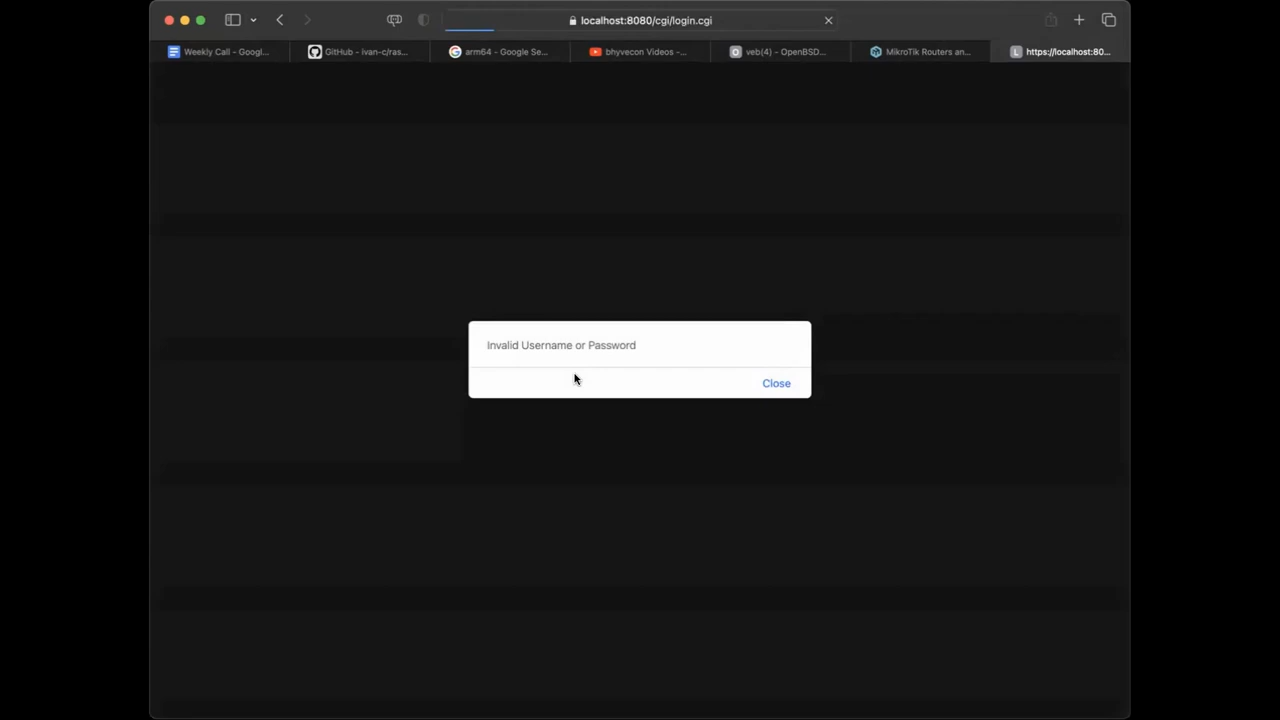 localhost:8080/cgi/login.cgi
Weekly Call - Googl...
GitHub - ivan-c/ras...
arm64 - Google Se...
bhyvecon Videos -...
veb(4) - OpenBSD...
MikroTik Routers an...
L
https://localhost:80...
Invalid Username or Password
Close